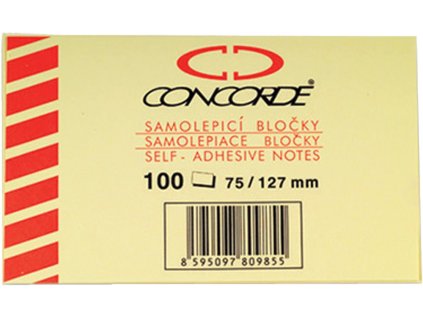 CONCORDE®
SAMOLEPICÍ BLOČKY
SAMOLEPIACE BLOČKY
SELF - ADHESIVE NOTES
100 75 / 127 mm
8 595097 809855